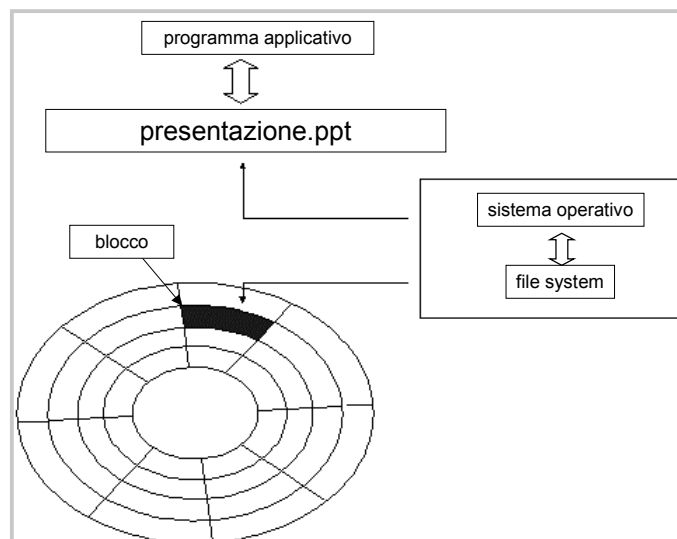 programma applicativo
presentazione.ppt
sistema operativo
blocco
file system